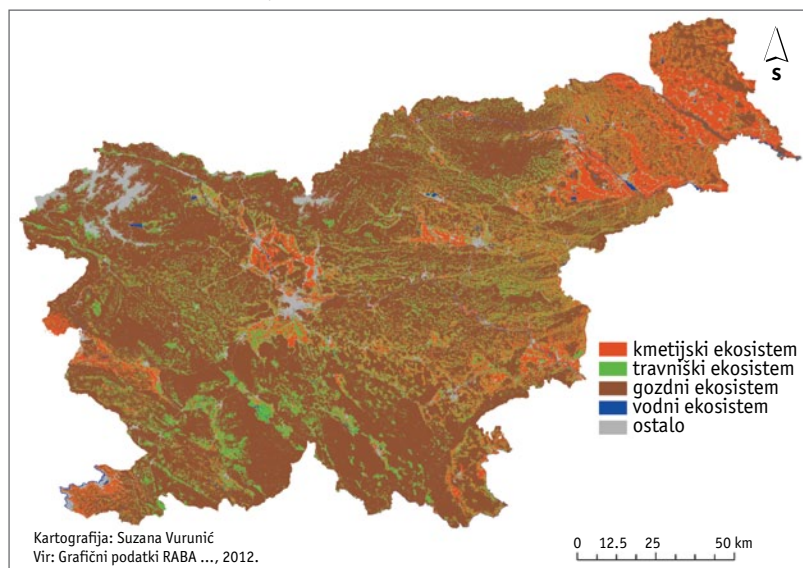 S
kmetijski ekosistem
travniški ekosistem
gozdni ekosistem
vodni ekosistem
ostalo
Kartografija: Suzana Vurunić
Vir: Grafični podatki RABA ..., 2012.
0 12.5 25 50 km